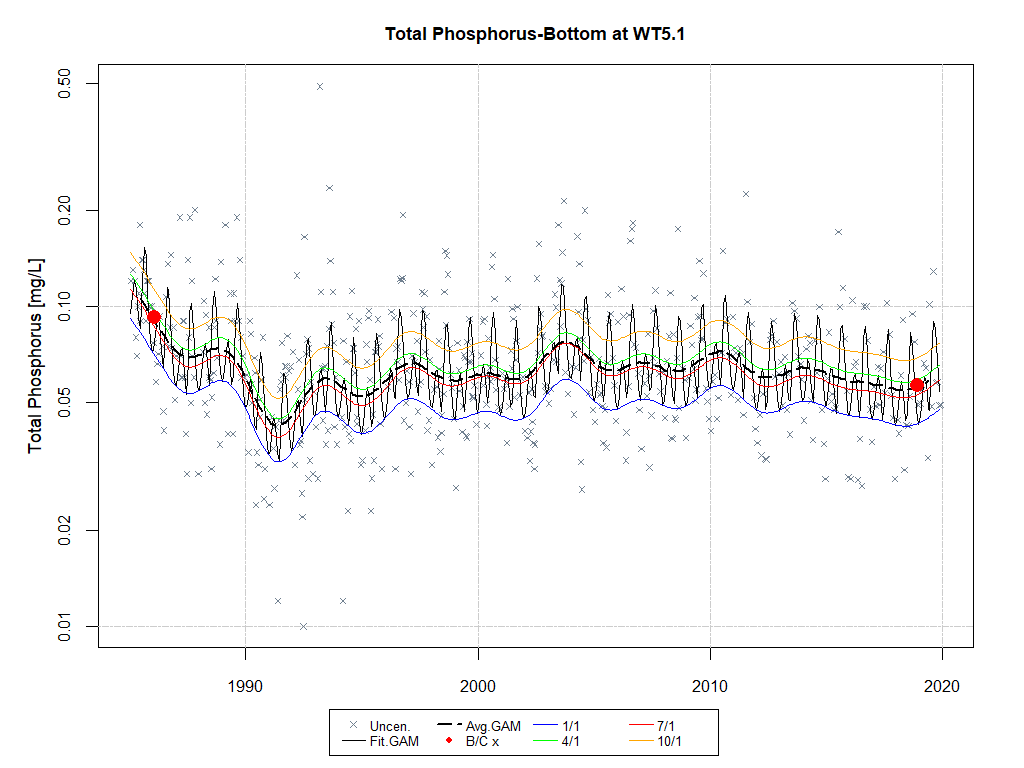 Total Phosphorus-Bottom at WT5.1
Total Phosphorus [mg/L]
0.50
0.20
0.10
0.05
0.02
0.01
1990 2000 2010 2020
Uncen. Avg.GAM 1/1 7/1
Fit.GAM B/C x 4/1 10/1